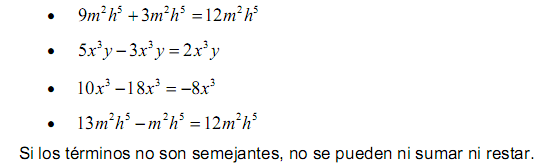 • 9m²h⁵ + 3m²h⁵ = 12m²h⁵
• 5x³y − 3x³y = 2x³y
• 10x³ − 18x³ = −8x³
• 13m²h⁵ − m²h⁵ = 12m²h⁵
Si los términos no son semejantes, no se pueden ni sumar ni restar.